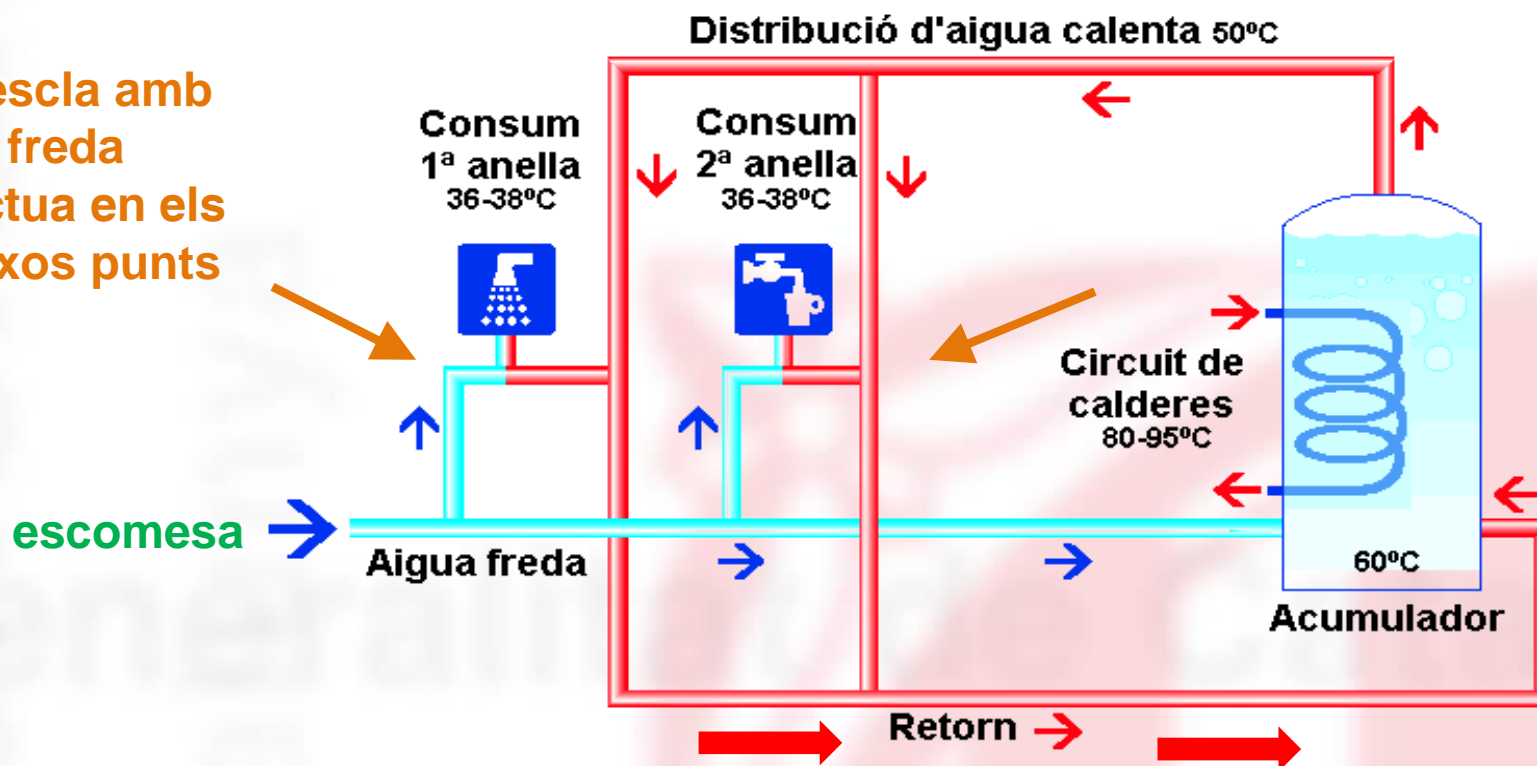 Distribució d'aigua calenta 50ºC
escla amb
freda
ctua en els
xos punts
Consum
1ª anella
36-38ºC
Consum
2ª anella
36-38ºC
Circuit de
calderes
80-95ºC
escomesa
Aigua freda
60ºC
Acumulador
Retorn